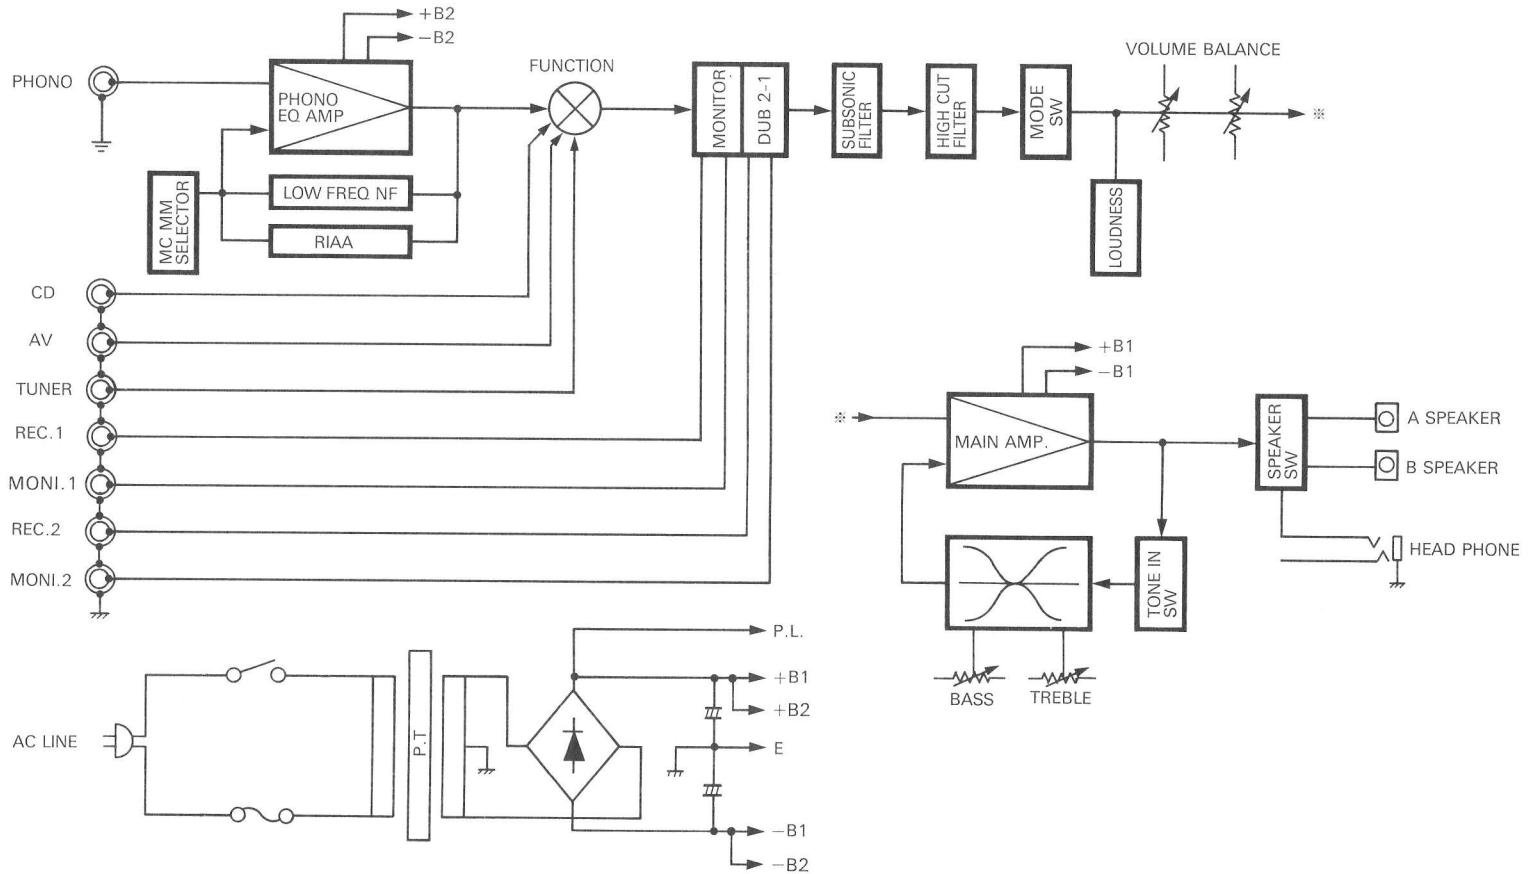 +B2
−B2
PHONO
PHONO
EQ AMP
FUNCTION
MONITOR
DUB 2-1
SUBSONIC
FILTER
HIGH CUT
FILTER
MODE
SW
VOLUME BALANCE
※
LOUDNESS
MC MM
SELECTOR
LOW FREQ NF
RIAA
CD
AV
TUNER
REC.1
MONI.1
REC.2
MONI.2
+B1
−B1
※
MAIN AMP.
SPEAKER
SW
A SPEAKER
B SPEAKER
HEAD PHONE
TONE IN
SW
BASS
TREBLE
AC LINE
P.T
P.L.
+B1
+B2
E
−B1
−B2